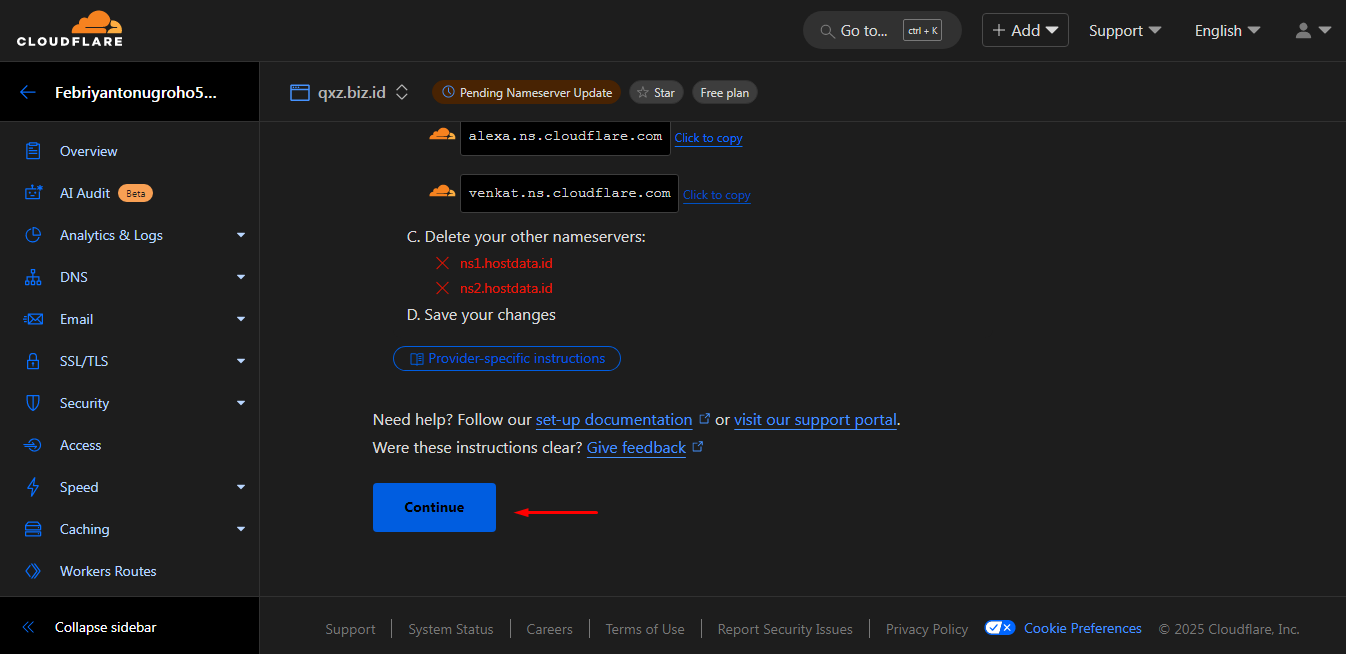 CLOUDFLARE
Go to... ctrl + K
Add
Support
English
Febriyantonugroho5...
qxz.biz.id
Pending Nameserver Update
Star
Free plan
Overview
AI Audit Beta
Analytics & Logs
DNS
Email
SSL/TLS
Security
Access
Speed
Caching
Workers Routes
Collapse sidebar
alexa.ns.cloudflare.com Click to copy
venkat.ns.cloudflare.com Click to copy
C. Delete your other nameservers:
ns1.hostdata.id
ns2.hostdata.id
D. Save your changes
Provider-specific instructions
Need help? Follow our set-up documentation or visit our support portal.
Were these instructions clear? Give feedback
Continue
Support
System Status
Careers
Terms of Use
Report Security Issues
Privacy Policy
Cookie Preferences
© 2025 Cloudflare, Inc.